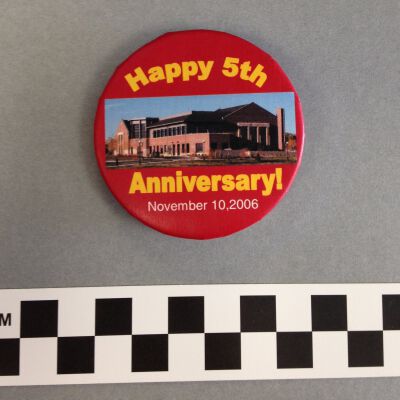 Happy 5th
Anniversary!
November 10,2006
M